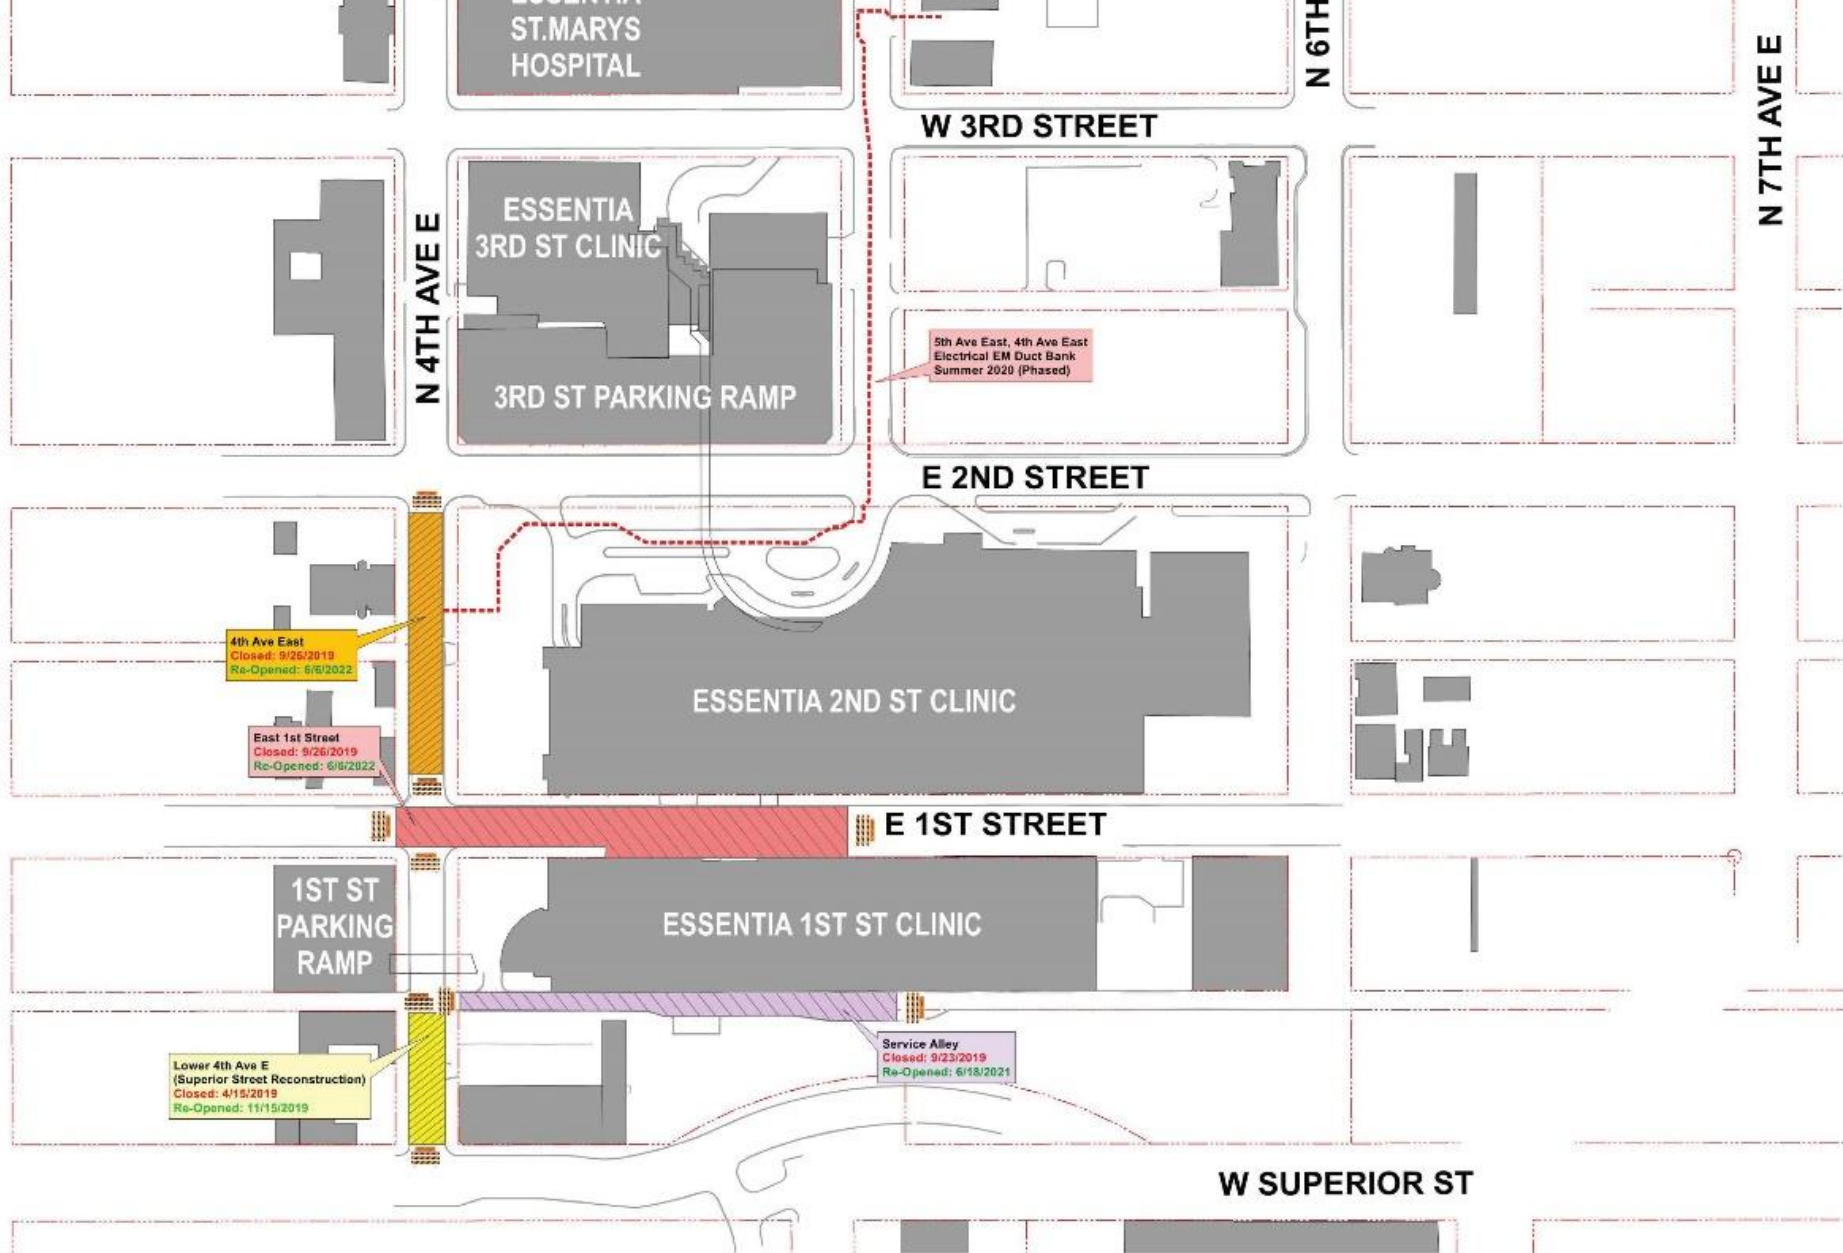 ESSENTIA
ST.MARYS
HOSPITAL
N 6TH
N 7TH AVE E
W 3RD STREET
ESSENTIA
3RD ST CLINIC
N 4TH AVE E
5th Ave East, 4th Ave East
Electrical EM Duct Bank
Summer 2020 (Phased)
3RD ST PARKING RAMP
E 2ND STREET
4th Ave East
Closed: 9/26/2019
Re-Opened: 6/6/2022
ESSENTIA 2ND ST CLINIC
East 1st Street
Closed: 9/26/2019
Re-Opened: 6/6/2022
E 1ST STREET
1ST ST
PARKING
RAMP
ESSENTIA 1ST ST CLINIC
Service Alley
Closed: 9/23/2019
Re-Opened: 6/18/2021
Lower 4th Ave E
(Superior Street Reconstruction)
Closed: 4/15/2019
Re-Opened: 11/15/2019
W SUPERIOR ST